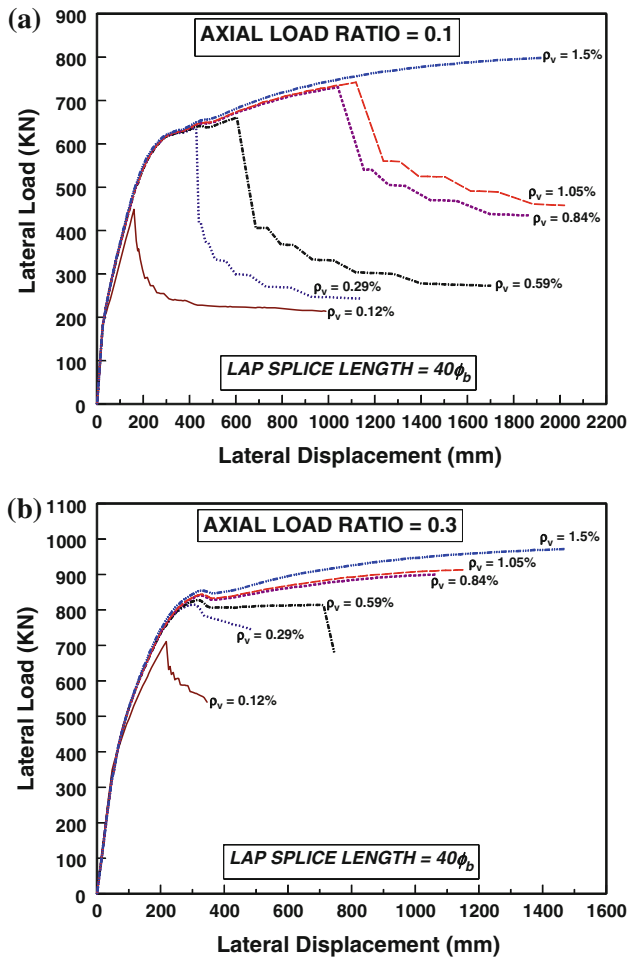 (a)
AXIAL LOAD RATIO = 0.1
ρv = 1.5%
ρv = 1.05%
ρv = 0.84%
ρv = 0.59%
ρv = 0.29%
ρv = 0.12%
LAP SPLICE LENGTH = 40ϕb
Lateral Load (KN)
900
800
700
600
500
400
300
200
100
0
0 200 400 600 800 1000 1200 1400 1600 1800 2000 2200
Lateral Displacement (mm)
(b)
AXIAL LOAD RATIO = 0.3
ρv = 1.5%
ρv = 1.05%
ρv = 0.84%
ρv = 0.59%
ρv = 0.29%
ρv = 0.12%
LAP SPLICE LENGTH = 40ϕb
Lateral Load (KN)
1100
1000
900
800
700
600
500
400
300
200
100
0
0 200 400 600 800 1000 1200 1400 1600
Lateral Displacement (mm)